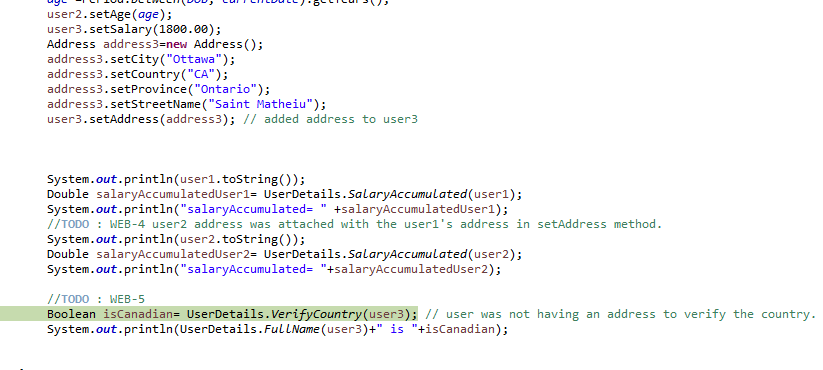 age =Period.between(DOB, currentDate).getYears();
user2.setAge(age);
user3.setSalary(1800.00);
Address address3=new Address();
address3.setCity("Ottawa");
address3.setCountry("CA");
address3.setProvince("Ontario");
address3.setStreetName("Saint Matheiu");
user3.setAddress(address3); // added address to user3
System.out.println(user1.toString());
Double salaryAccumulatedUser1= UserDetails.SalaryAccumulated(user1);
System.out.println("salaryAccumulated= " +salaryAccumulatedUser1);
//TODO : WEB-4 user2 address was attached with the user1's address in setAddress method.
System.out.println(user2.toString());
Double salaryAccumulatedUser2= UserDetails.SalaryAccumulated(user2);
System.out.println("salaryAccumulated= "+salaryAccumulatedUser2);
//TODO : WEB-5
Boolean isCanadian= UserDetails.VerifyCountry(user3); // user was not having an address to verify the country.
System.out.println(UserDetails.FullName(user3)+" is "+isCanadian);